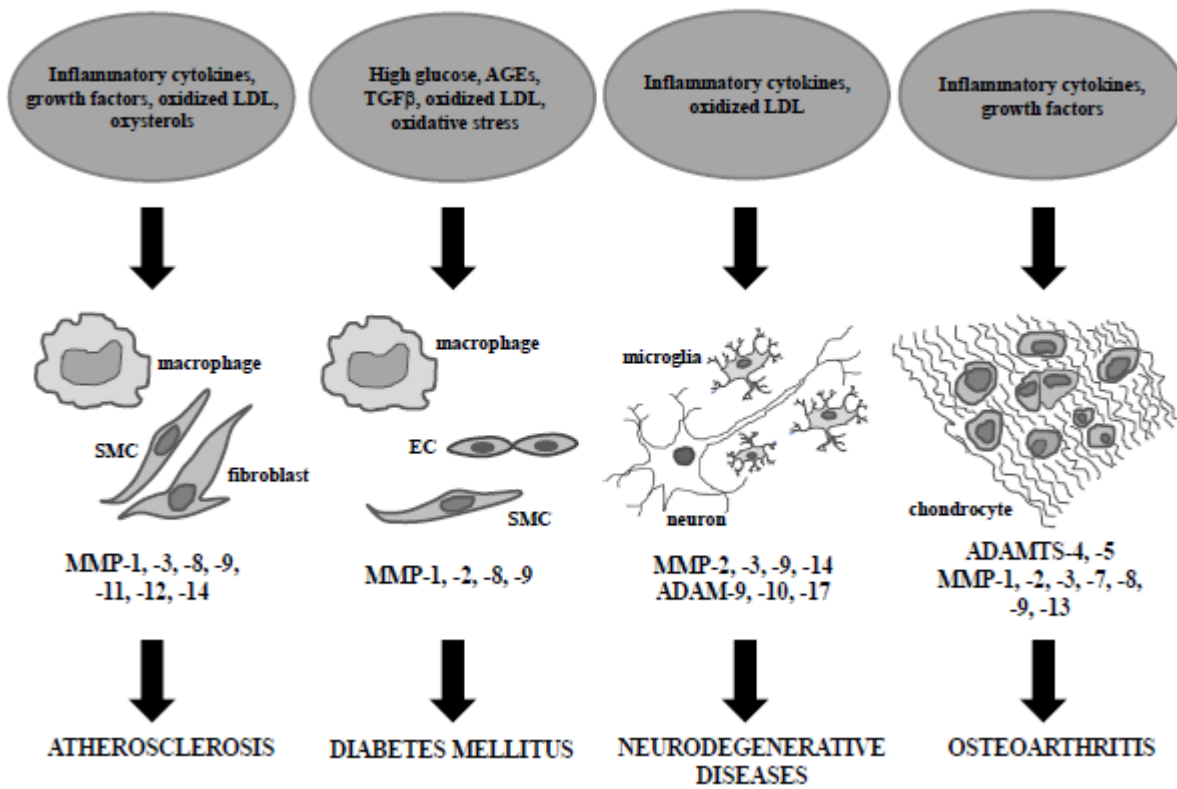 Inflammatory cytokines,
growth factors, oxidized LDL,
oxysterols
High glucose, AGEs,
TGFβ, oxidized LDL,
oxidative stress
Inflammatory cytokines,
oxidized LDL
Inflammatory cytokines,
growth factors
macrophage
SMC
fibroblast
macrophage
EC
SMC
microglia
neuron
chondrocyte
MMP-1, -3, -8, -9,
-11, -12, -14
MMP-1, -2, -8, -9
MMP-2, -3, -9, -14
ADAM-9, -10, -17
ADAMTS-4, -5
MMP-1, -2, -3, -7, -8,
-9, -13
ATHEROSCLEROSIS
DIABETES MELLITUS
NEURODEGENERATIVE
DISEASES
OSTEOARTHRITIS